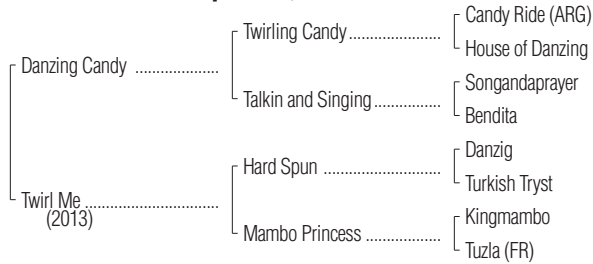 Candy Ride (ARG)
Twirling Candy....................
House of Danzing
Danzing Candy ..................
Songandaprayer
Talkin and Singing...............
Bendita
Danzig
Hard Spun .........................
Turkish Tryst
Twirl Me .............................
(2013)
Kingmambo
Mambo Princess ................
Tuzla (FR)